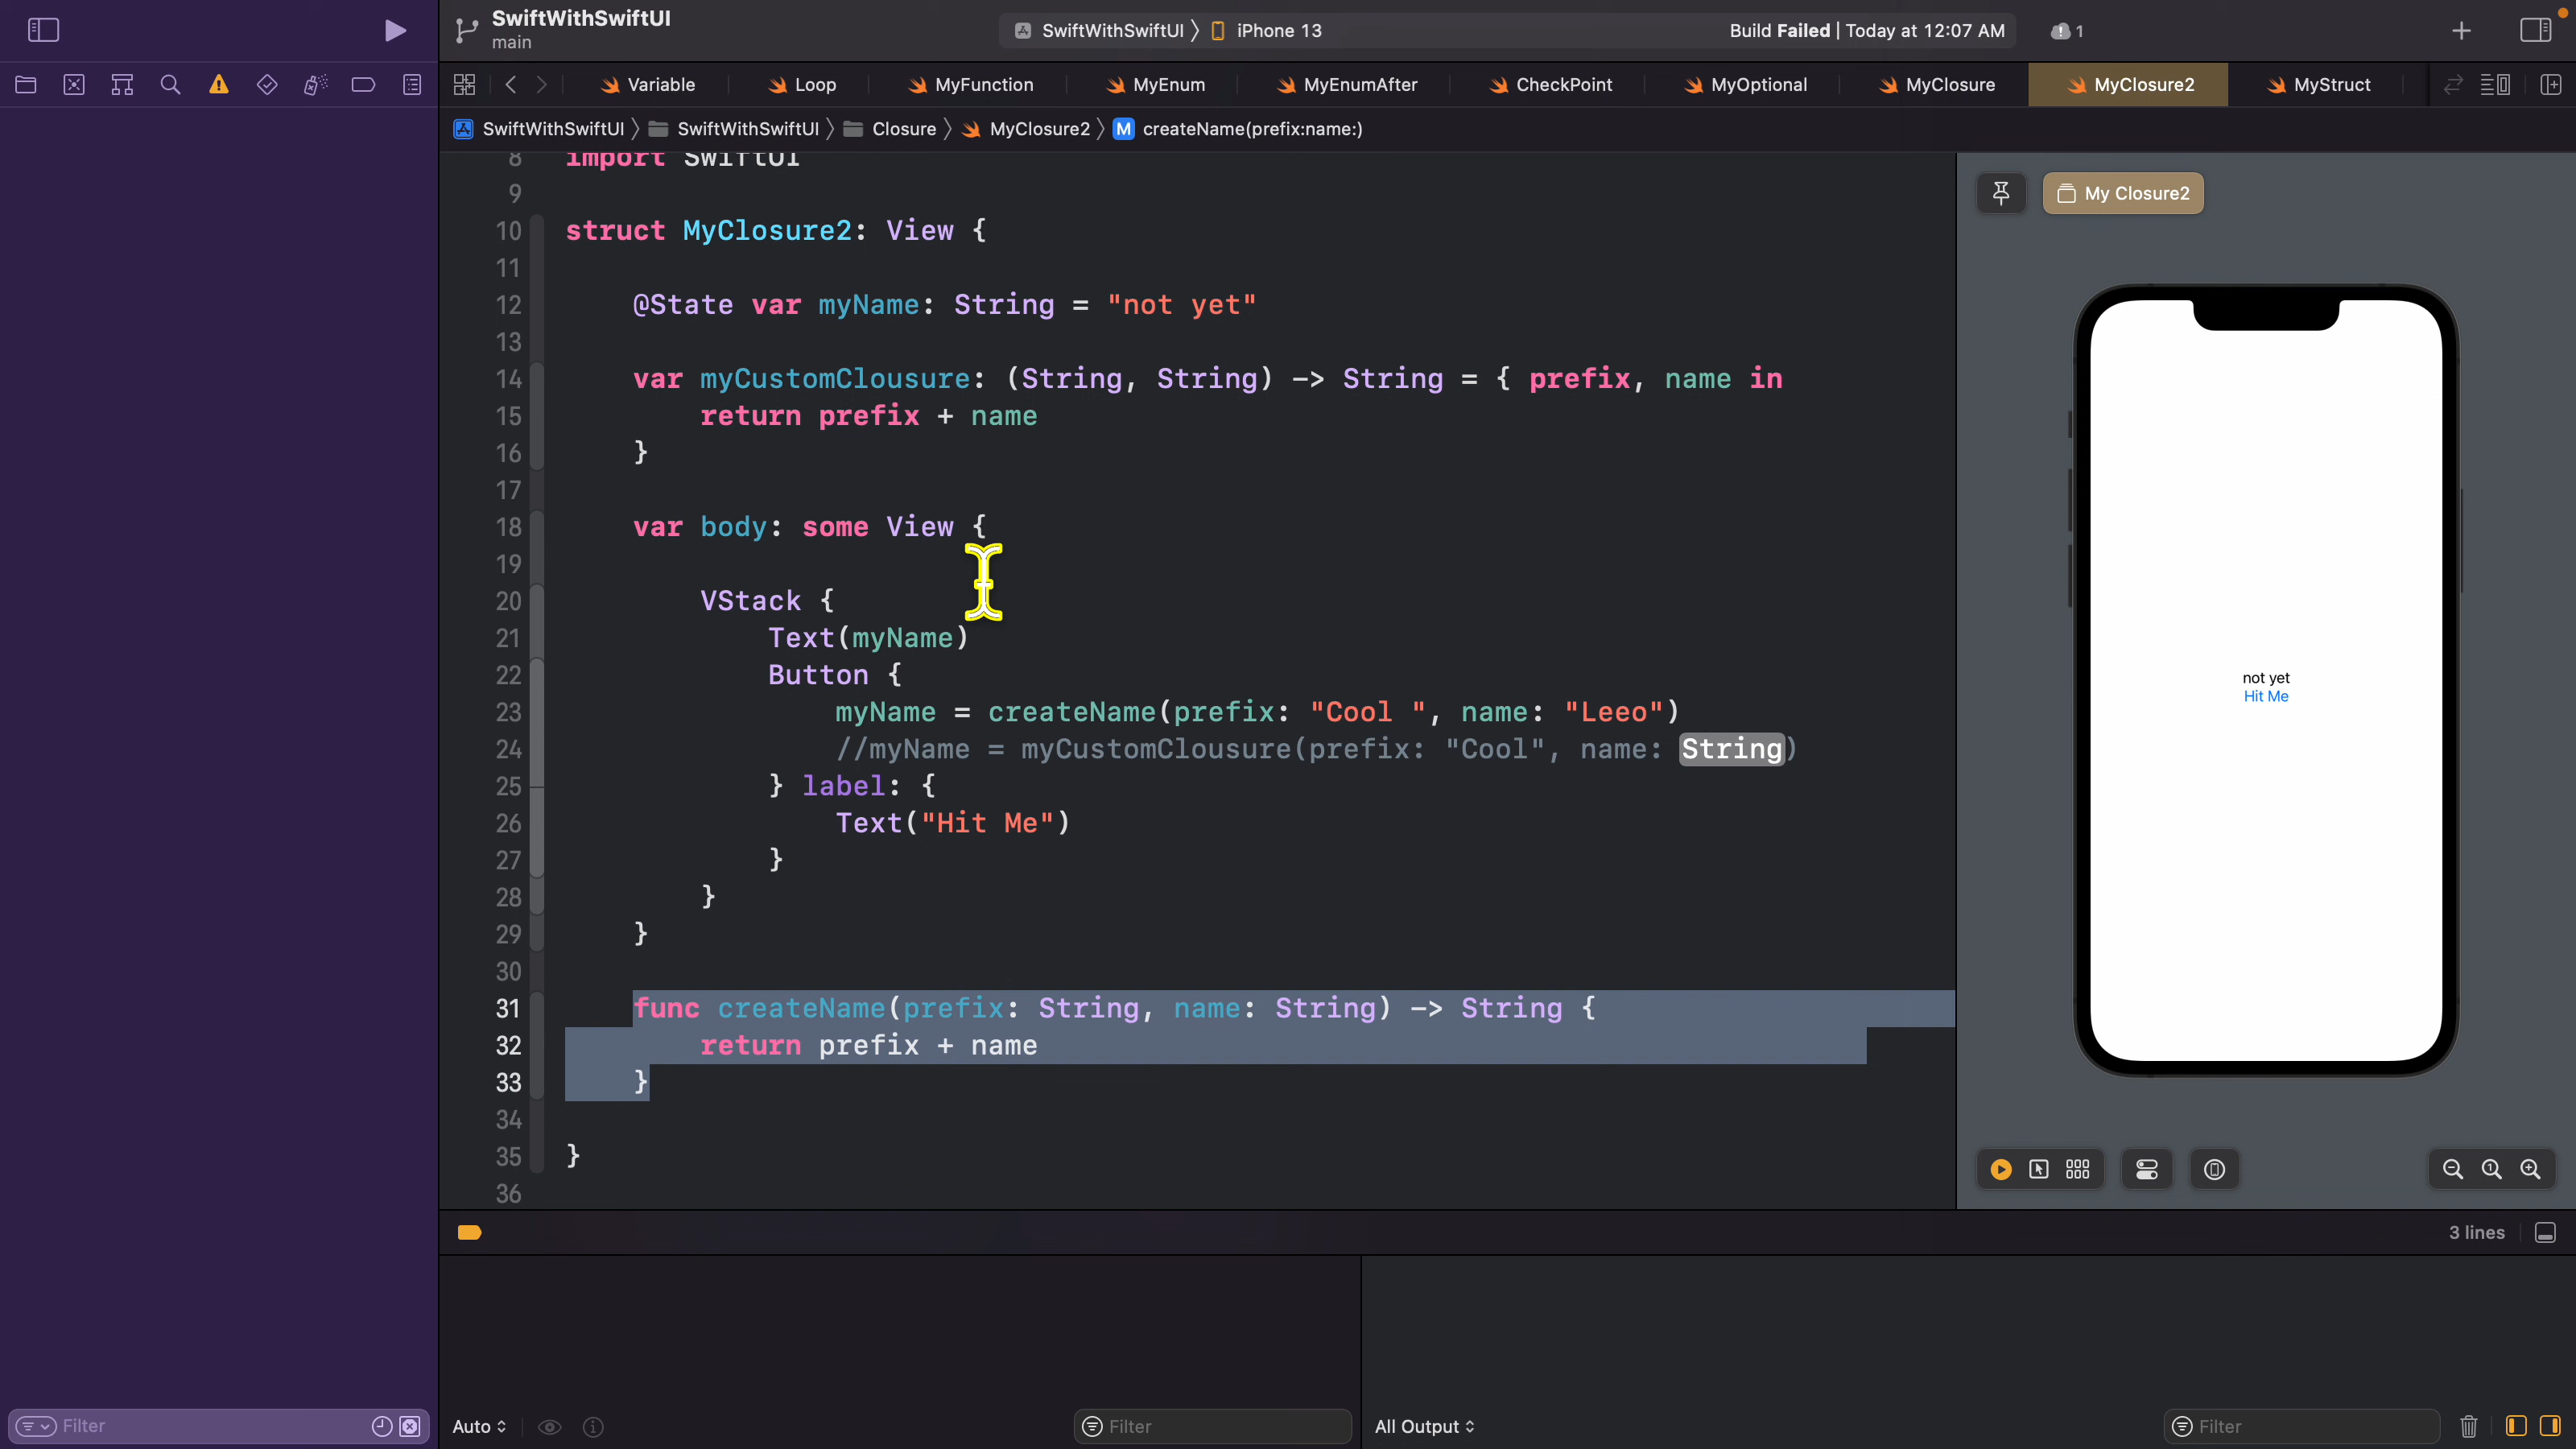 SwiftWithSwiftUI
main
SwiftWithSwiftUI 〉 iPhone 13
Build Failed | Today at 12:07 AM
1
Variable
Loop
MyFunction
MyEnum
MyEnumAfter
CheckPoint
MyOptional
MyClosure
MyClosure2
MyStruct
SwiftWithSwiftUI 〉 SwiftWithSwiftUI 〉 Closure 〉 MyClosure2 〉 M createName(prefix:name:)
8 import SwiftUI
9
10 struct MyClosure2: View {
11
12 @State var myName: String = "not yet"
13
14 var myCustomClousure: (String, String) -> String = { prefix, name in
15 return prefix + name
16 }
17
18 var body: some View {
19
20 VStack {
21 Text(myName)
22 Button {
23 myName = createName(prefix: "Cool ", name: "Leeo")
24 //myName = myCustomClousure(prefix: "Cool", name: String)
25 } label: {
26 Text("Hit Me")
27 }
28 }
29 }
30
31 func createName(prefix: String, name: String) -> String {
32 return prefix + name
33 }
34
35 }
36
My Closure2
not yet
Hit Me
3 lines
Filter
Auto
Filter
All Output
Filter